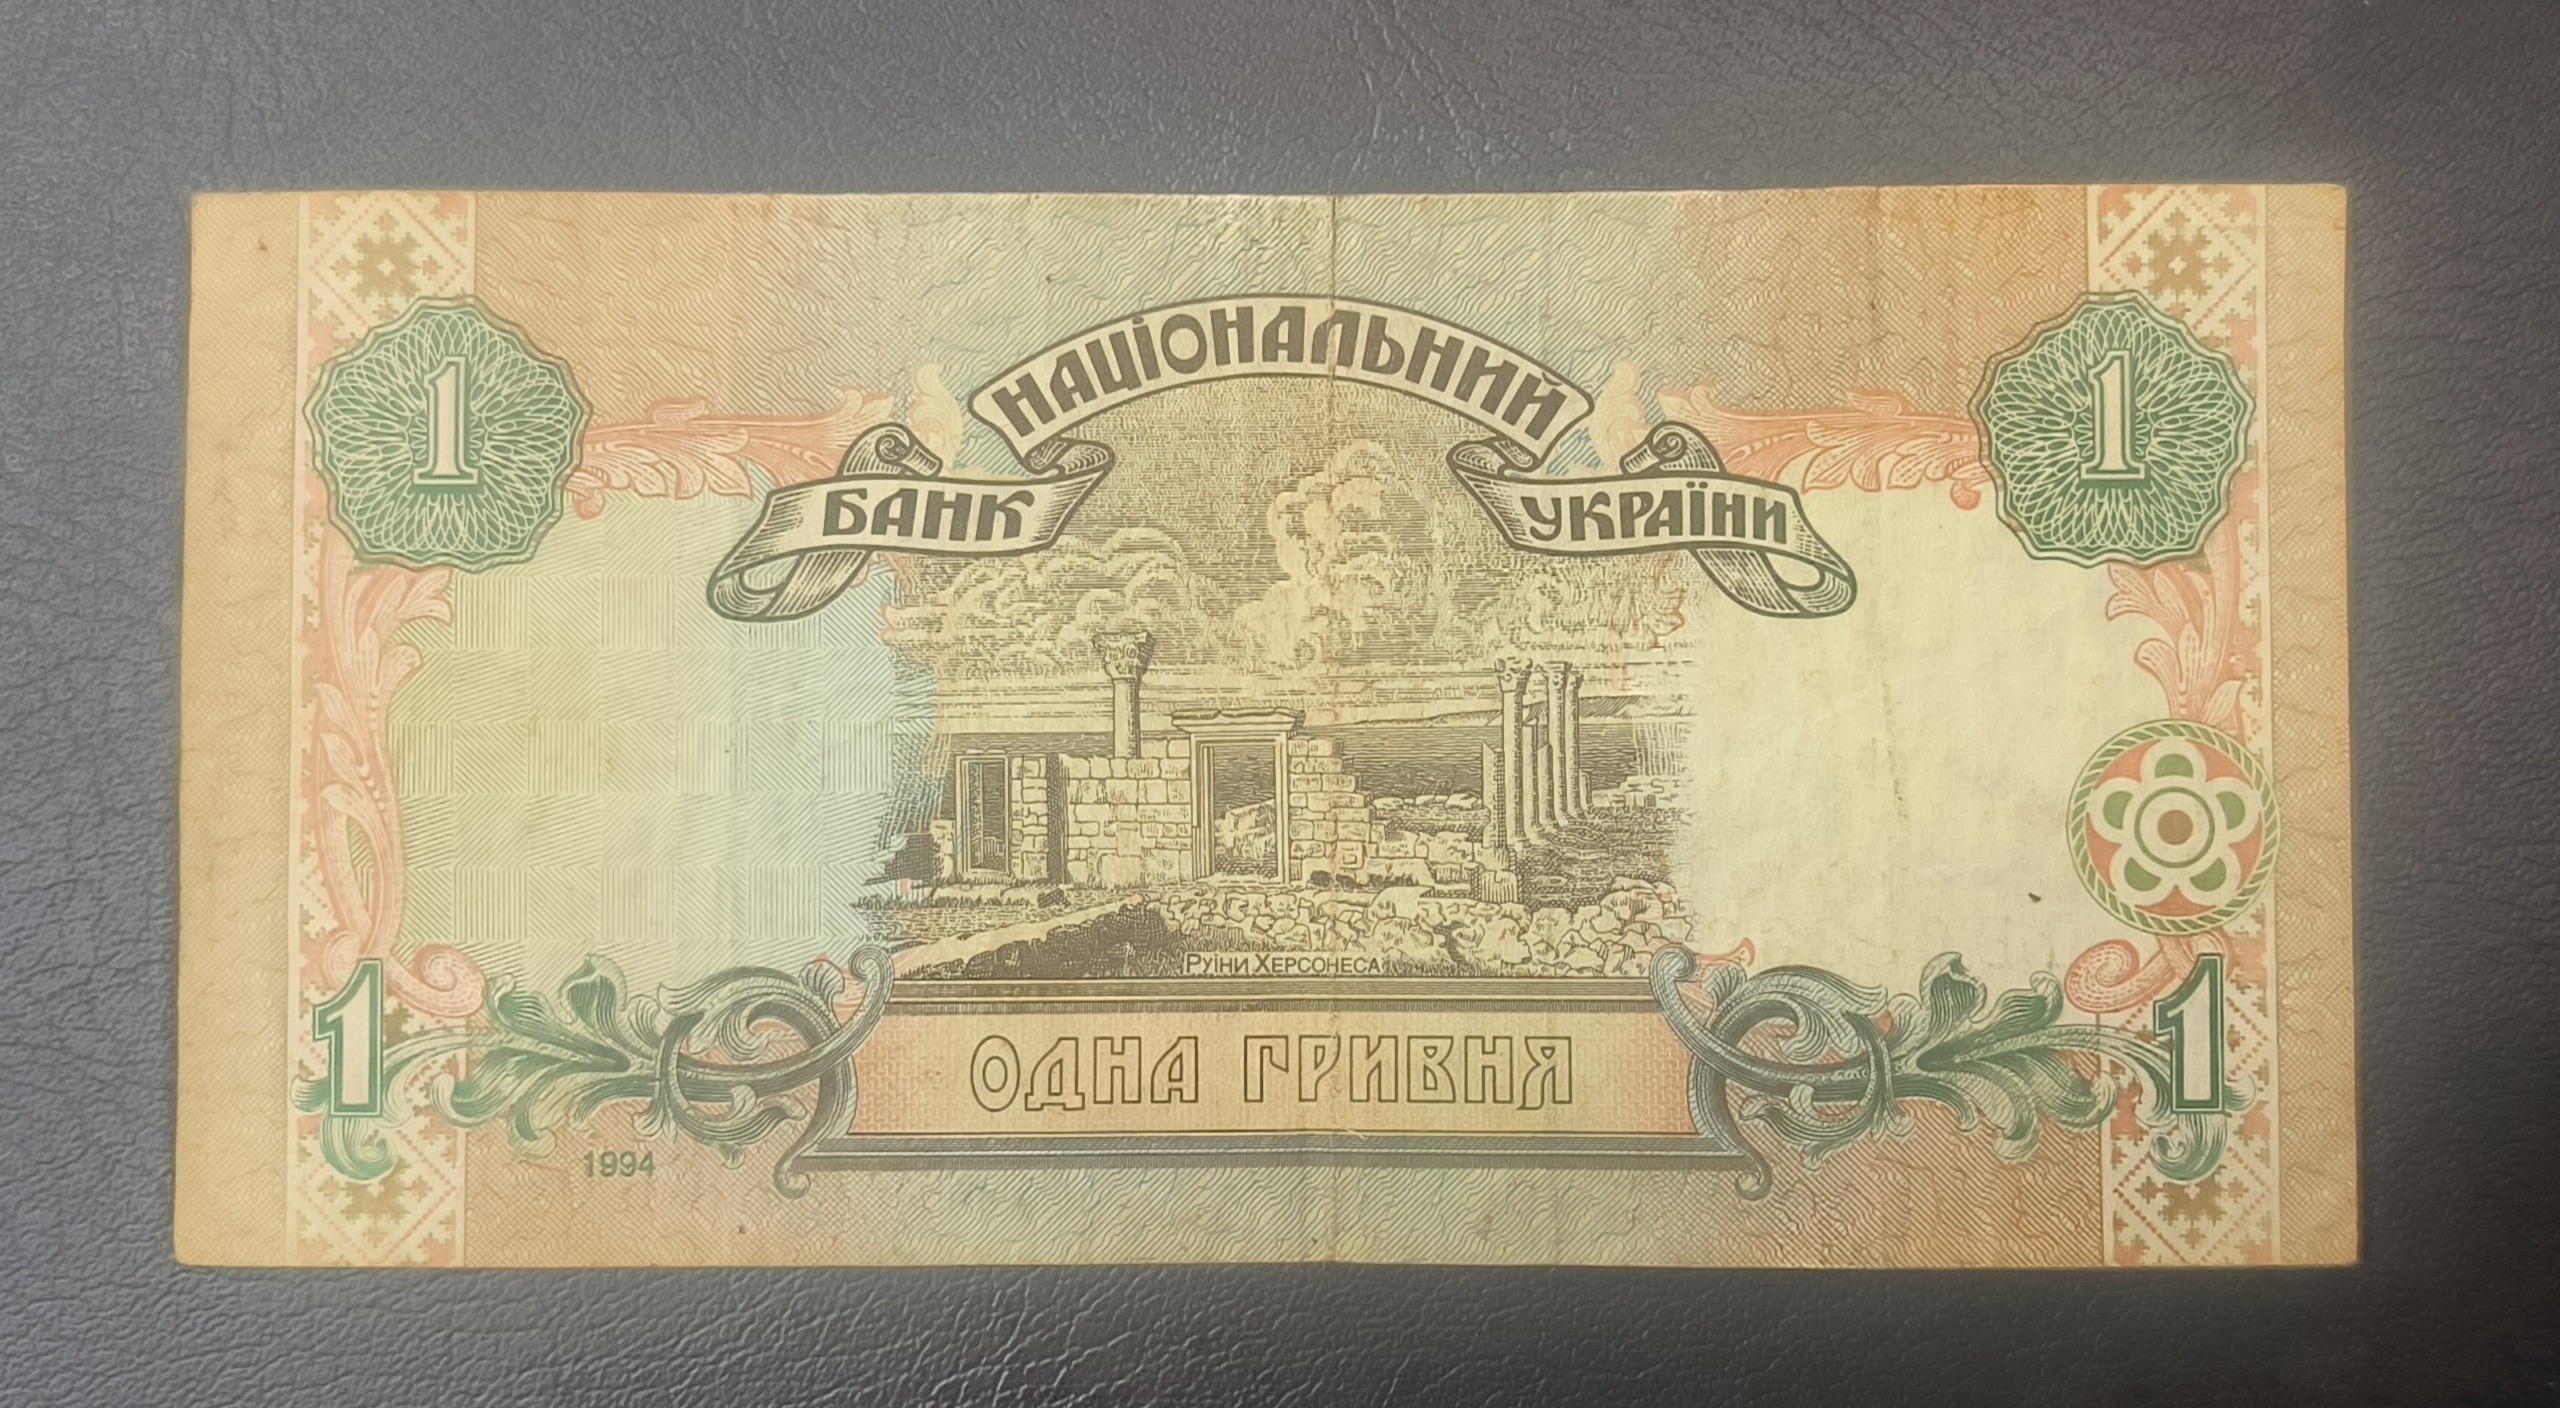 НАЦІОНАЛЬНИЙ
БАНК УКРАЇНИ
1 1
РУЇНИ ХЕРСОНЕСА
1 1
ОДНА ГРИВНЯ
1994